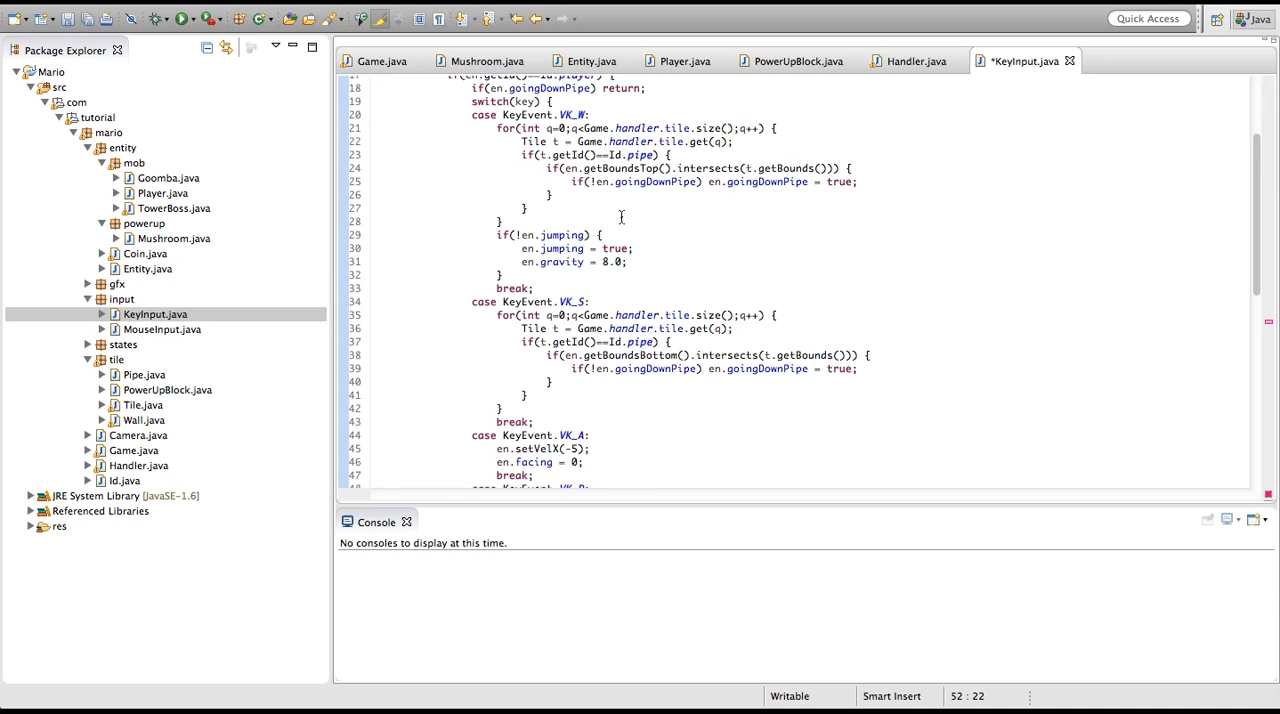 Quick Access
Java
Package Explorer
Mario
src
com
tutorial
mario
entity
mob
Goomba.java
Player.java
TowerBoss.java
powerup
Mushroom.java
Coin.java
Entity.java
gfx
input
KeyInput.java
MouseInput.java
states
tile
Pipe.java
PowerUpBlock.java
Tile.java
Wall.java
Camera.java
Game.java
Handler.java
Id.java
JRE System Library [JavaSE-1.6]
Referenced Libraries
res
Game.java Mushroom.java Entity.java Player.java PowerUpBlock.java Handler.java *KeyInput.java
17 if(en.getId()==Id.player) {
18 if(en.goingDownPipe) return;
19 switch(key) {
20 case KeyEvent.VK_W:
21 for(int q=0;q<Game.handler.tile.size();q++) {
22 Tile t = Game.handler.tile.get(q);
23 if(t.getId()==Id.pipe) {
24 if(en.getBoundsTop().intersects(t.getBounds())) {
25 if(!en.goingDownPipe) en.goingDownPipe = true;
26 }
27 }
28 }
29 if(!en.jumping) {
30 en.jumping = true;
31 en.gravity = 8.0;
32 }
33 break;
34 case KeyEvent.VK_S:
35 for(int q=0;q<Game.handler.tile.size();q++) {
36 Tile t = Game.handler.tile.get(q);
37 if(t.getId()==Id.pipe) {
38 if(en.getBoundsBottom().intersects(t.getBounds())) {
39 if(!en.goingDownPipe) en.goingDownPipe = true;
40 }
41 }
42 }
43 break;
44 case KeyEvent.VK_A:
45 en.setVelX(-5);
46 en.facing = 0;
47 break;
48 case KeyEvent.VK_D:
Console
No consoles to display at this time.
Writable Smart Insert 52 : 22